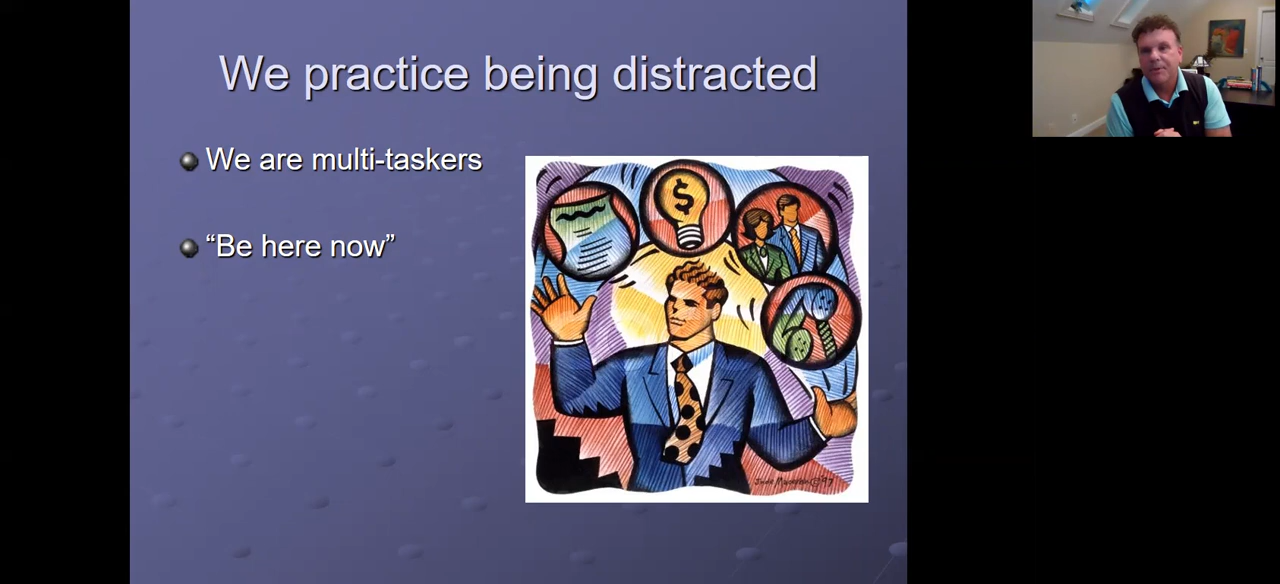 We practice being distracted
We are multi-taskers
“Be here now”
$